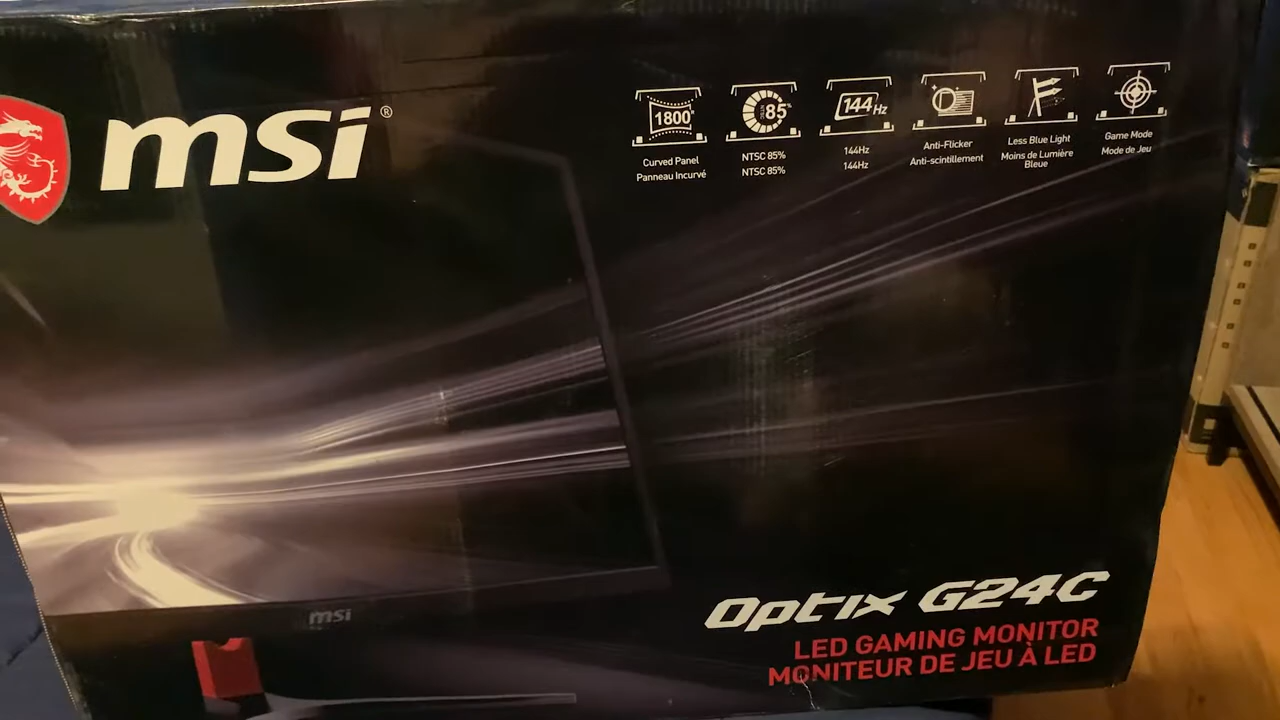 msi®
1800R
Curved Panel
Panneau Incurvé
85%
NTSC 85%
NTSC 85%
144Hz
144Hz
144Hz
Anti-Flicker
Anti-scintillement
Less Blue Light
Moins de Lumière
Bleue
Game Mode
Mode de Jeu
msi
Optix G24C
LED GAMING MONITOR
MONITEUR DE JEU À LED